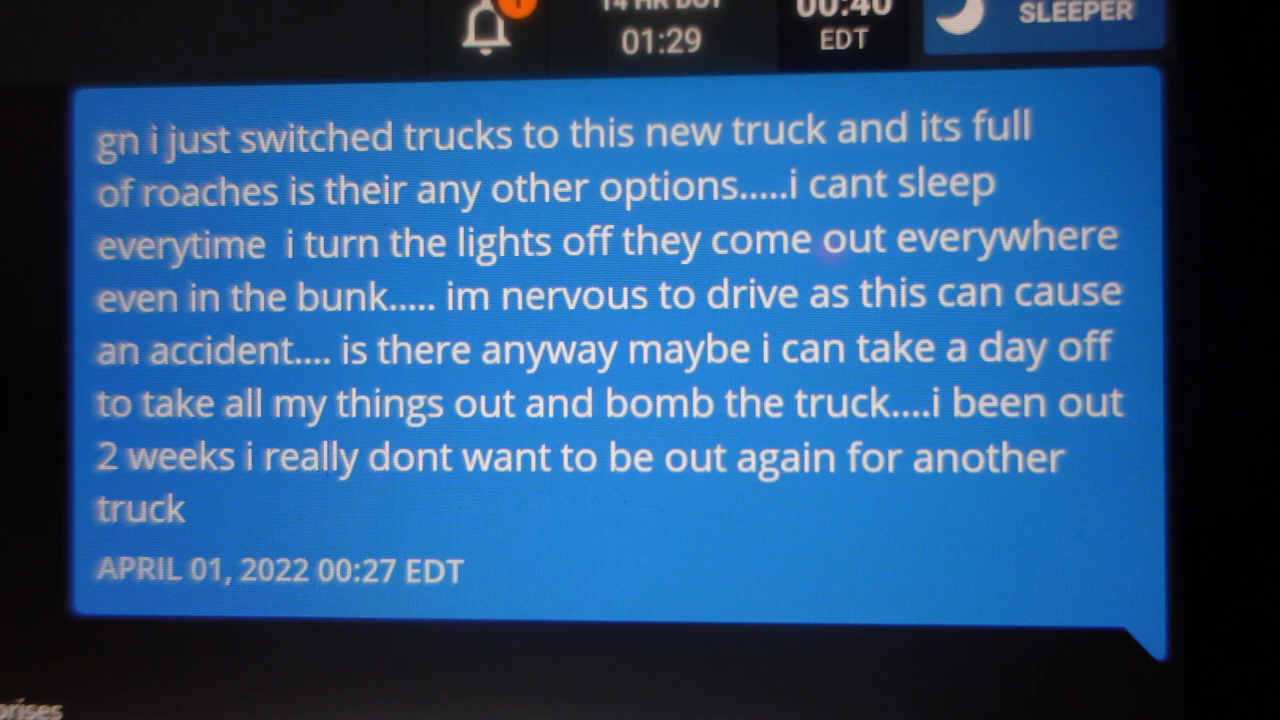 01:29
EDT
SLEEPER
gn i just switched trucks to this new truck and its full
of roaches is their any other options.....i cant sleep
everytime  i turn the lights off they come out everywhere
even in the bunk..... im nervous to drive as this can cause
an accident.... is there anyway maybe i can take a day off
to take all my things out and bomb the truck....i been out
2 weeks i really dont want to be out again for another
truck
APRIL 01, 2022 00:27 EDT